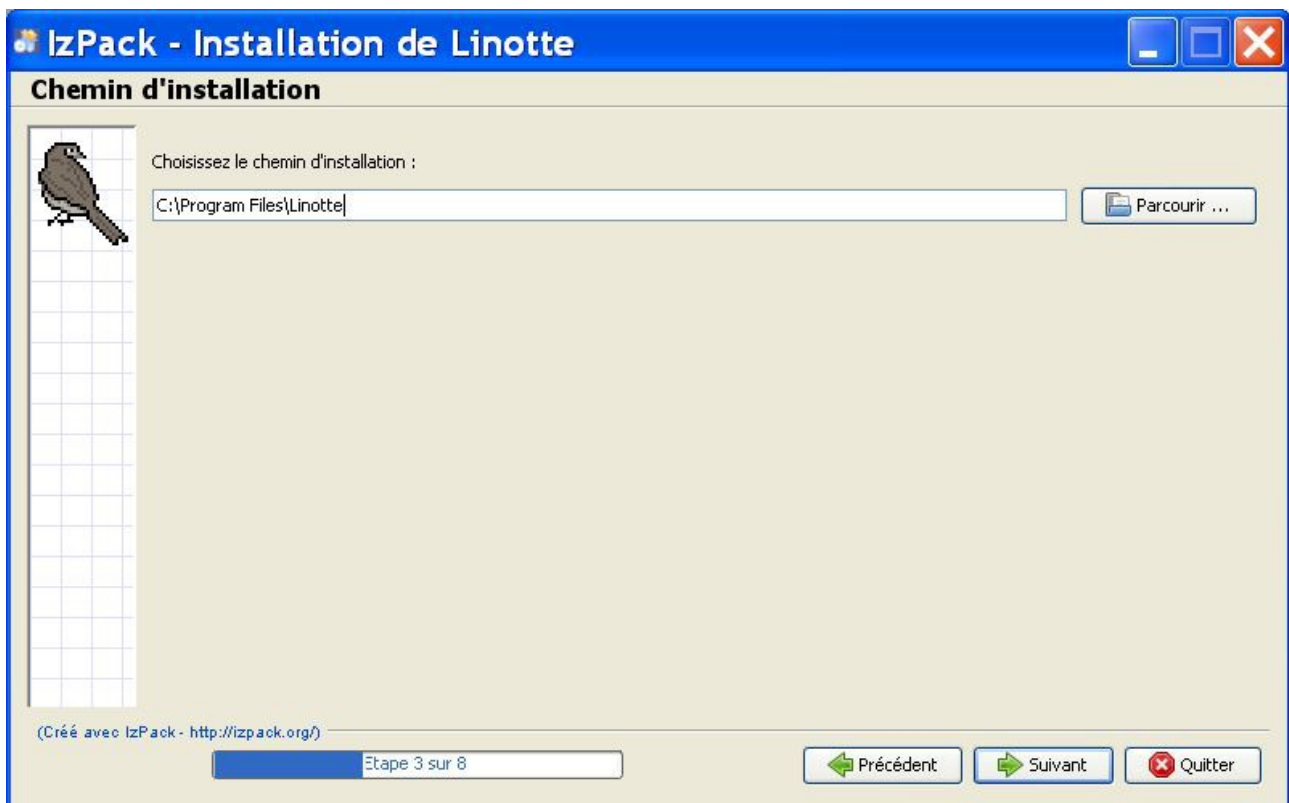 IzPack - Installation de Linotte
Chemin d'installation
Choisissez le chemin d'installation :
C:\Program Files\Linotte
Parcourir ...
(Créé avec IzPack - http://izpack.org/)
Etape 3 sur 8
Précédent
Suivant
Quitter